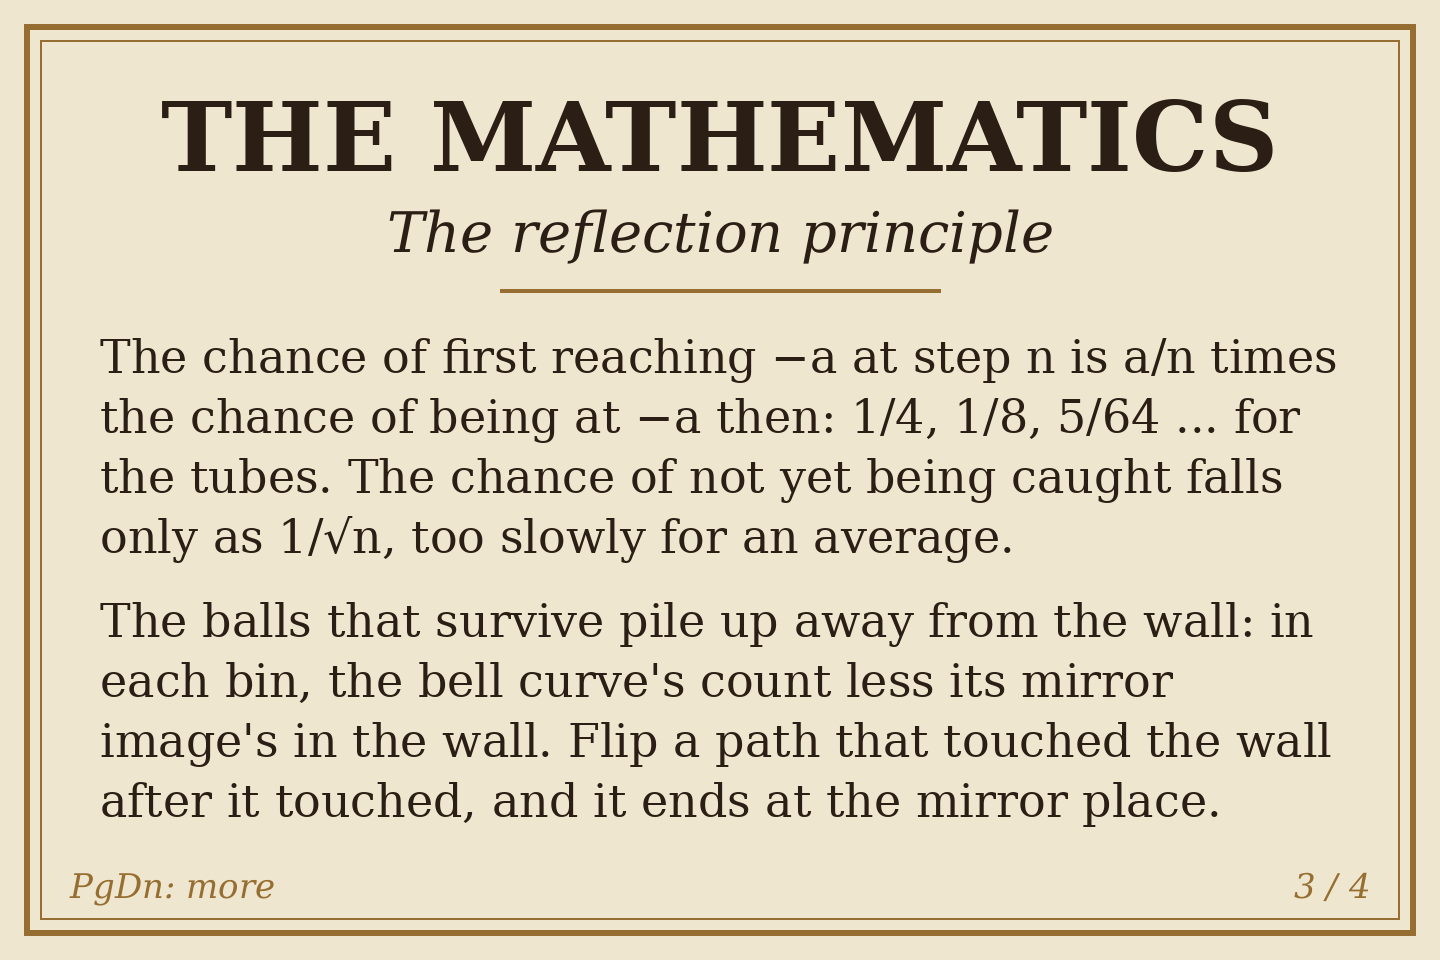 THE MATHEMATICS
The reflection principle
The chance of first reaching −a at step n is a/n times
the chance of being at −a then: 1/4, 1/8, 5/64 ... for
the tubes. The chance of not yet being caught falls
only as 1/√n, too slowly for an average.
The balls that survive pile up away from the wall: in
each bin, the bell curve's count less its mirror
image's in the wall. Flip a path that touched the wall
after it touched, and it ends at the mirror place.
PgDn: more
3 / 4